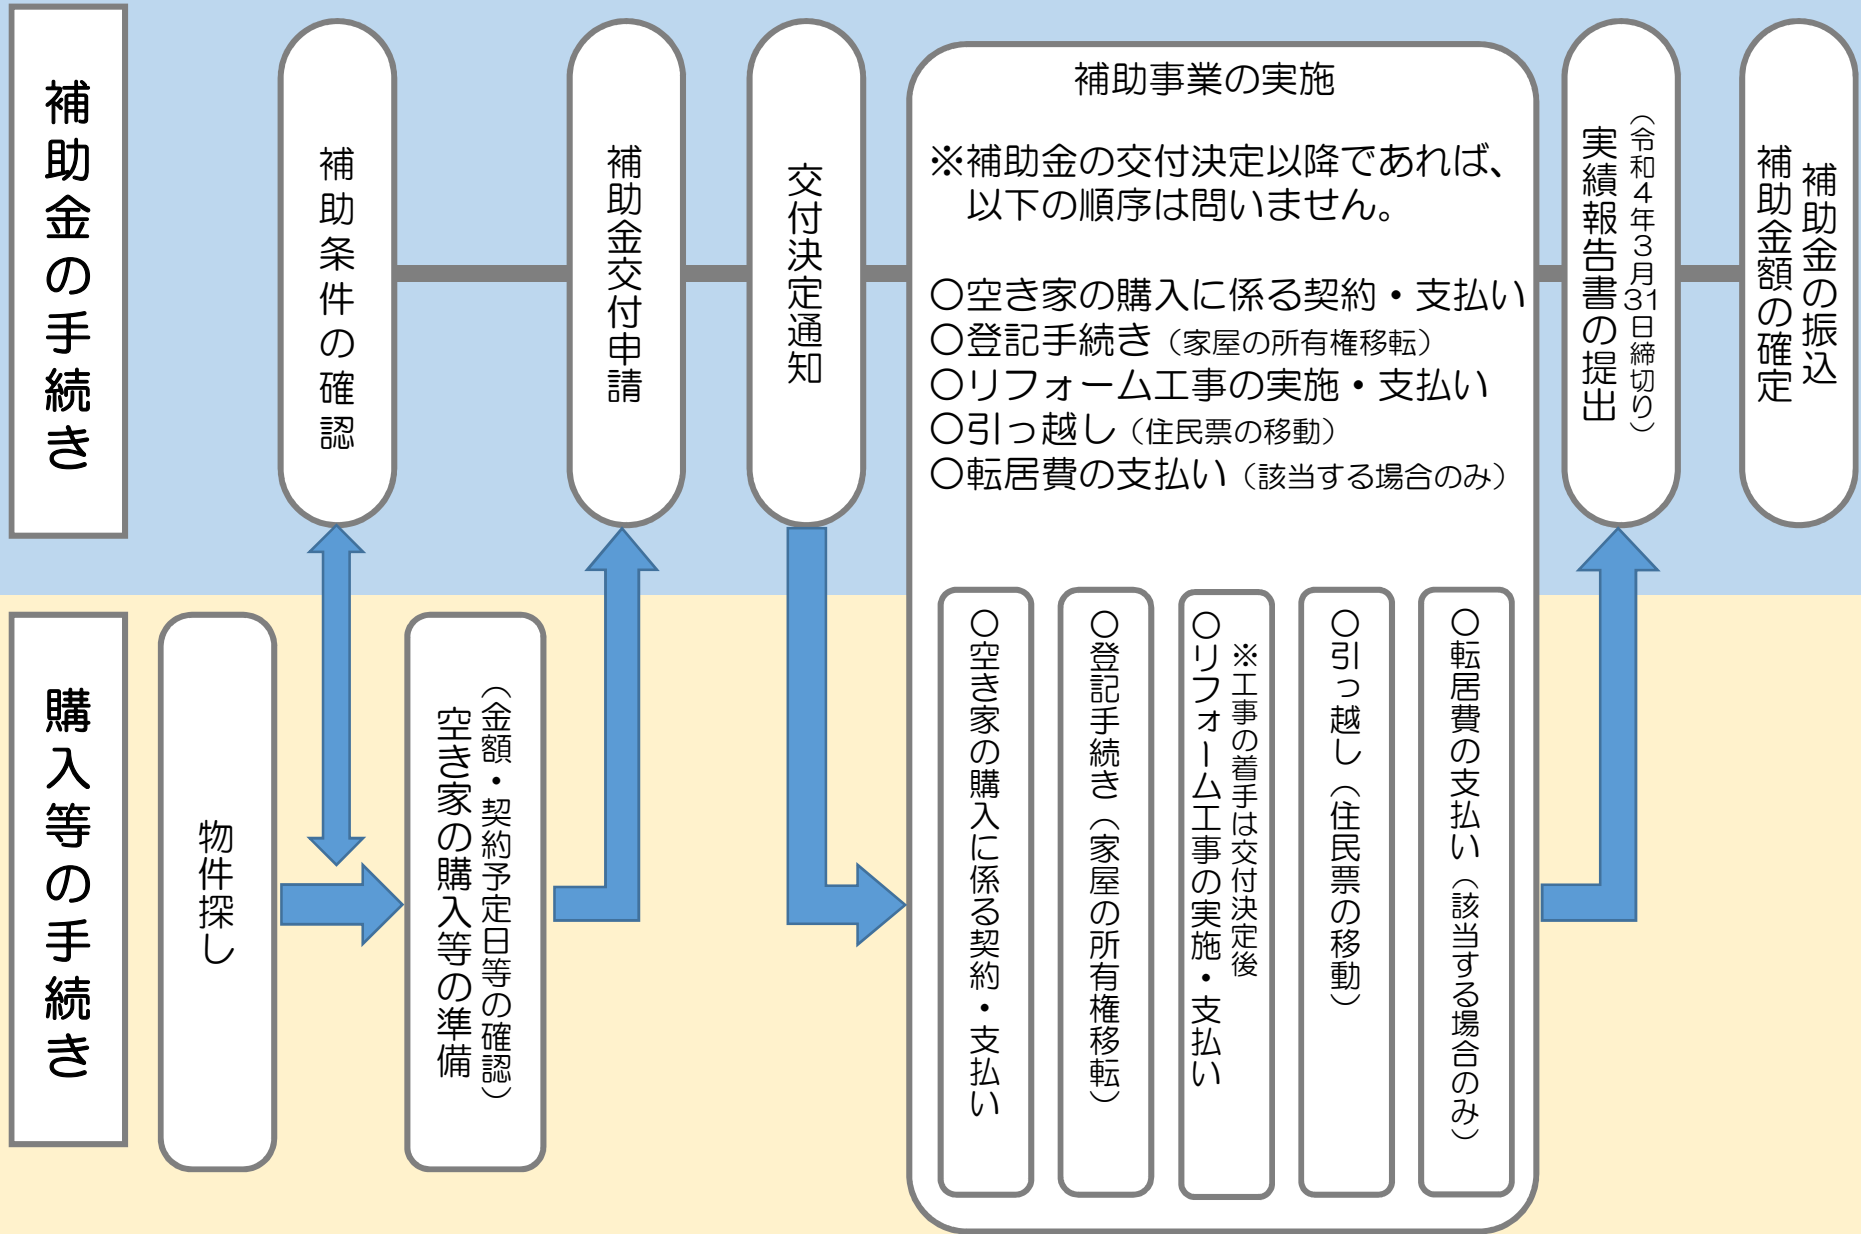 補助金の手続き
補助条件の確認
補助金交付申請
交付決定通知
補助事業の実施
※補助金の交付決定以降であれば、
以下の順序は問いません。
〇空き家の購入に係る契約・支払い
〇登記手続き（家屋の所有権移転）
〇リフォーム工事の実施・支払い
〇引っ越し（住民票の移動）
〇転居費の支払い（該当する場合のみ）
（令和４年３月31日締切り）
実績報告書の提出
補助金の振込
補助金額の確定
購入等の手続き
物件探し
（金額・契約予定日等の確認）
空き家の購入等の準備
〇空き家の購入に係る契約・支払い
〇登記手続き（家屋の所有権移転）
※工事の着手は交付決定後
〇リフォーム工事の実施・支払い
〇引っ越し（住民票の移動）
〇転居費の支払い（該当する場合のみ）